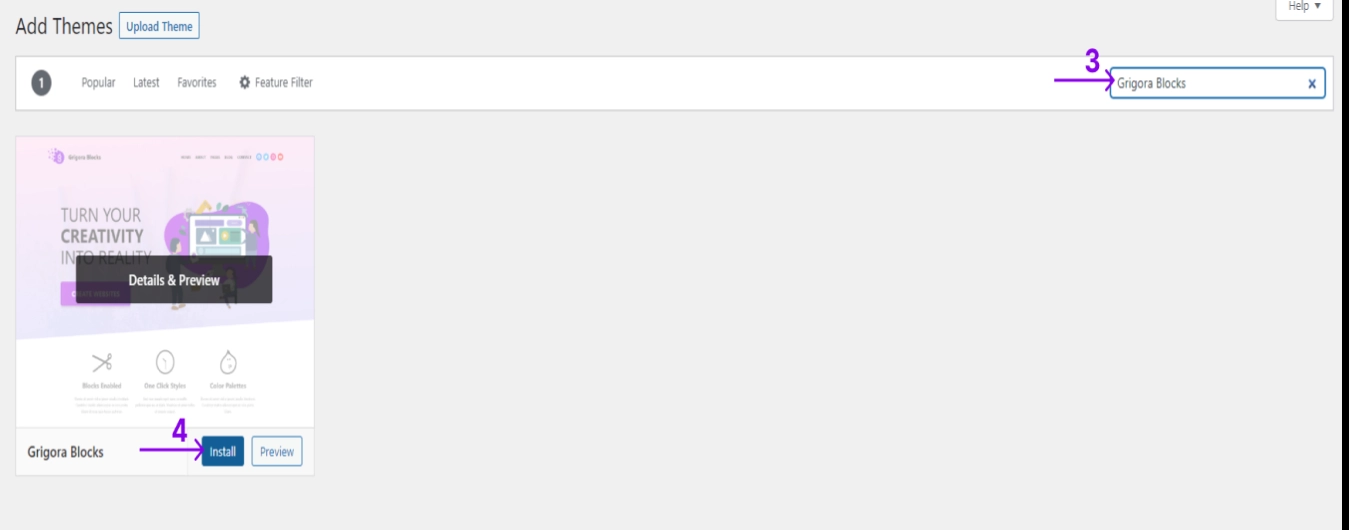 Help ▼
Add Themes Upload Theme
1 Popular Latest Favorites Feature Filter
3
Grigora Blocks x
Grigora Blocks
TURN YOUR
CREATIVITY
INTO REALITY
Details & Preview
Blocks Enabled One Click Styles Color Palettes
4
Grigora Blocks Install Preview